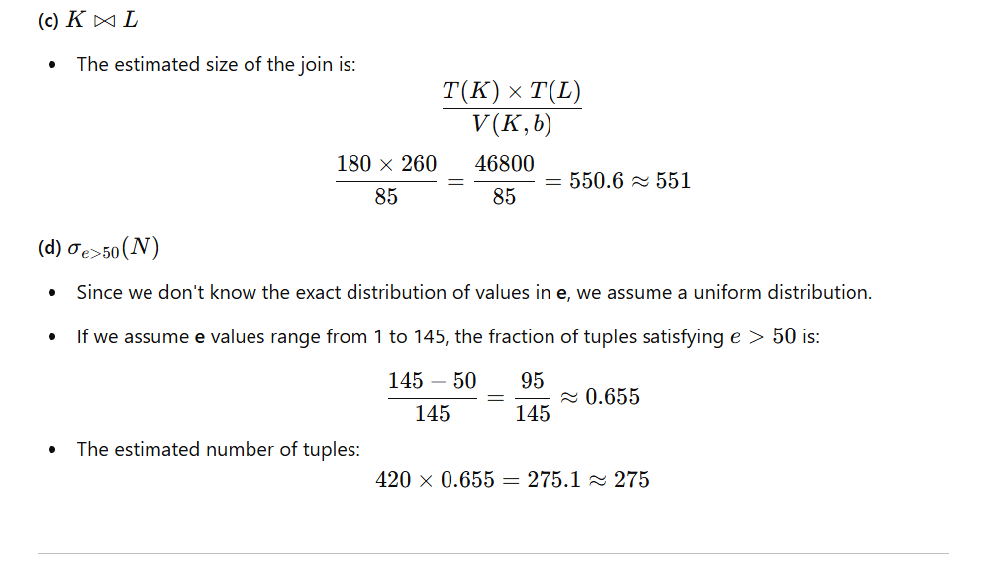 (c) K ⋈ L
• The estimated size of the join is:
T(K) × T(L)
V(K, b)
180 × 260 / 85 = 46800 / 85 = 550.6 ≈ 551
(d) σe>50(N)
• Since we don't know the exact distribution of values in e, we assume a uniform distribution.
• If we assume e values range from 1 to 145, the fraction of tuples satisfying e > 50 is:
145 − 50 / 145 = 95 / 145 ≈ 0.655
• The estimated number of tuples:
420 × 0.655 = 275.1 ≈ 275